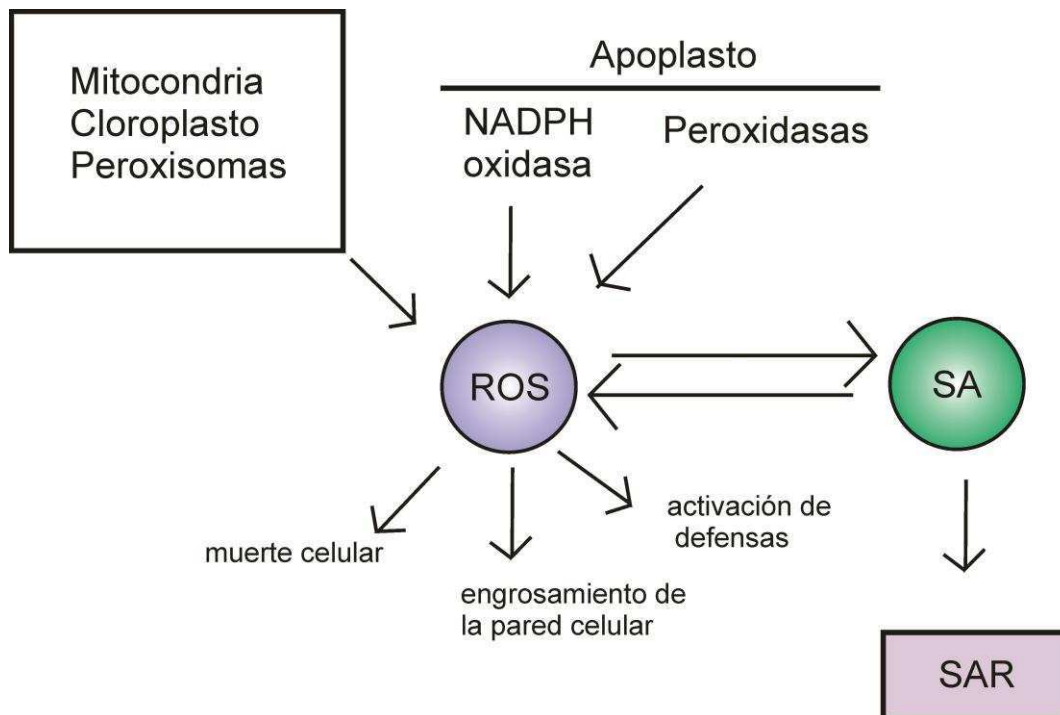 Mitocondria
Cloroplasto
Peroxisomas
Apoplasto
NADPH
oxidasa
Peroxidasas
ROS
SA
muerte celular
engrosamiento de
la pared celular
activación de
defensas
SAR